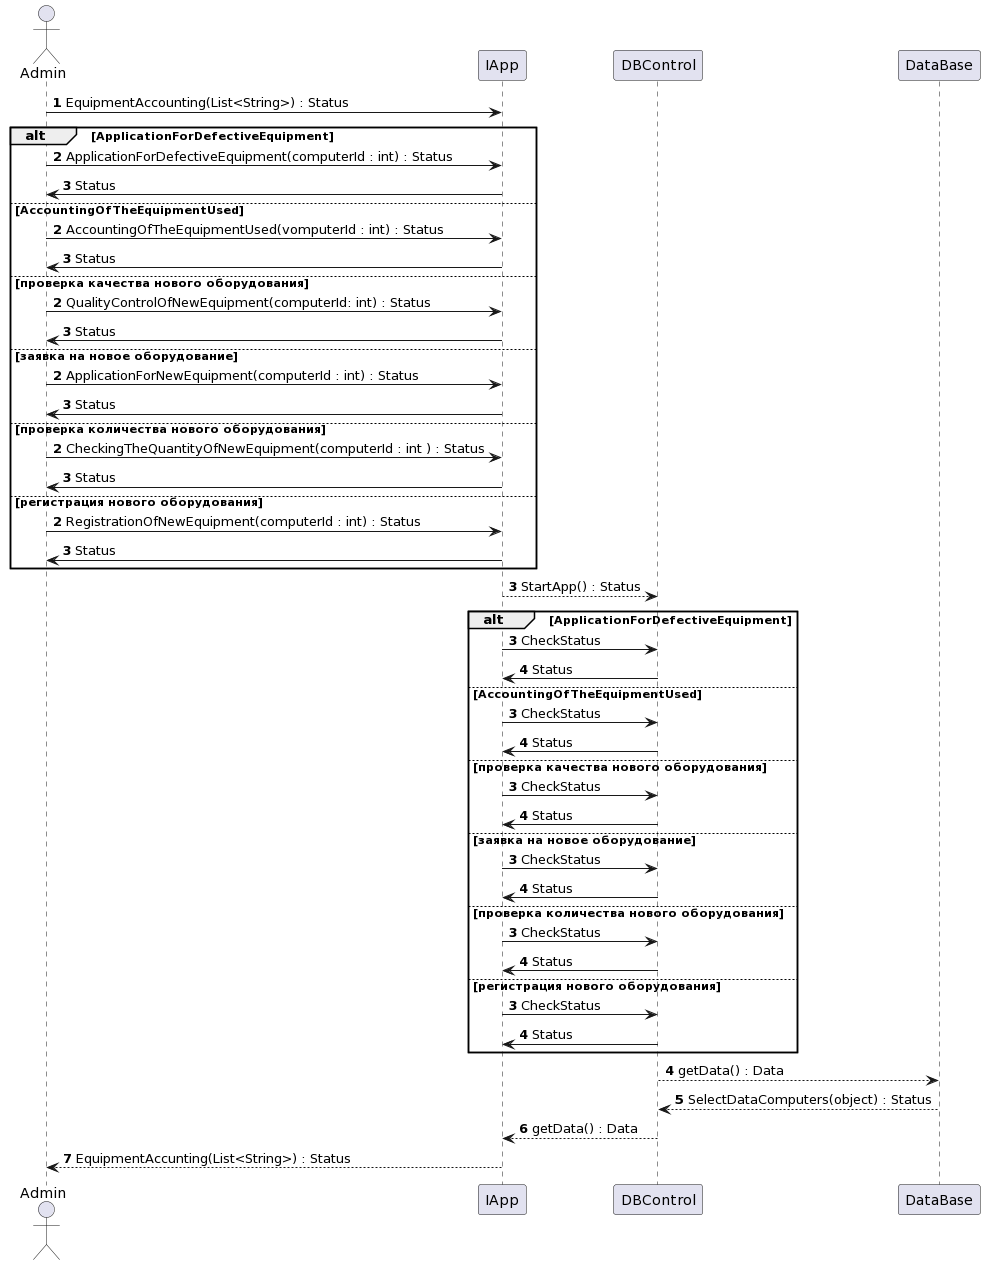 Admin
IApp
DBControl
DataBase
1 EquipmentAccounting(List<String>) : Status
alt [ApplicationForDefectiveEquipment]
2 ApplicationForDefectiveEquipment(computerId : int) : Status
3 Status
[AccountingOfTheEquipmentUsed]
2 AccountingOfTheEquipmentUsed(vomputerId : int) : Status
3 Status
[проверка качества нового оборудования]
2 QualityControlOfNewEquipment(computerId: int) : Status
3 Status
[заявка на новое оборудование]
2 ApplicationForNewEquipment(computerId : int) : Status
3 Status
[проверка количества нового оборудования]
2 CheckingTheQuantityOfNewEquipment(computerId : int ) : Status
3 Status
[регистрация нового оборудования]
2 RegistrationOfNewEquipment(computerId : int) : Status
3 Status
3 StartApp() : Status
alt [ApplicationForDefectiveEquipment]
3 CheckStatus
4 Status
[AccountingOfTheEquipmentUsed]
3 CheckStatus
4 Status
[проверка качества нового оборудования]
3 CheckStatus
4 Status
[заявка на новое оборудование]
3 CheckStatus
4 Status
[проверка количества нового оборудования]
3 CheckStatus
4 Status
[регистрация нового оборудования]
3 CheckStatus
4 Status
4 getData() : Data
5 SelectDataComputers(object) : Status
6 getData() : Data
7 EquipmentAccunting(List<String>) : Status
Admin
IApp
DBControl
DataBase